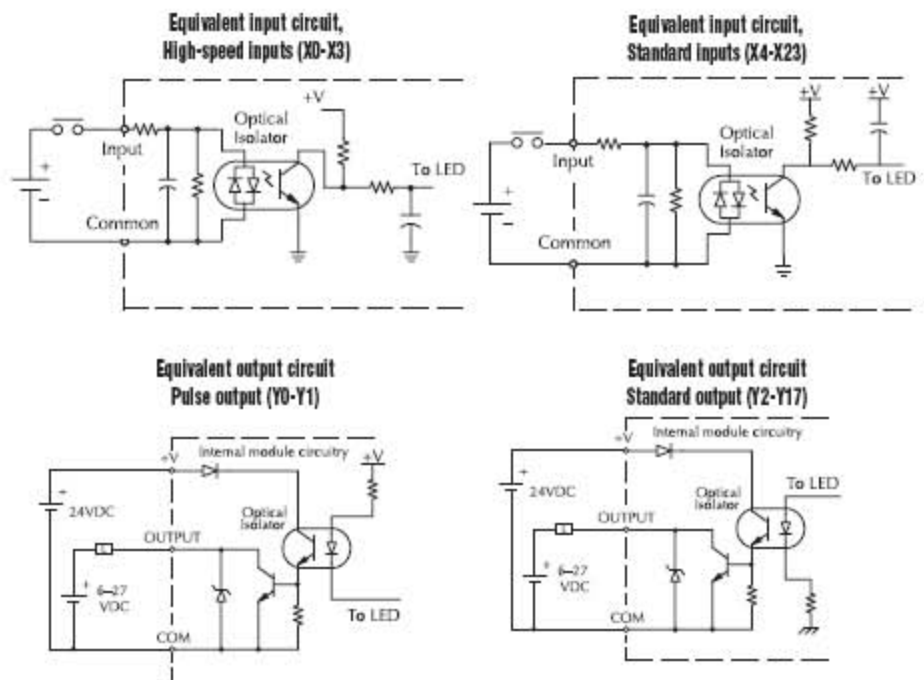 Equivalent input circuit,
High-speed inputs (X0-X3)
+V
Optical
Isolator
Input
To LED
+
−
Common
Equivalent input circuit,
Standard inputs (X4-X23)
+V
+V
Optical
Isolator
Input
To LED
+
−
Common
Equivalent output circuit
Pulse output (Y0-Y1)
+V
Internal module circuitry
+V
+
24VDC
Optical
Isolator
OUTPUT
L
+
6–27
VDC
To LED
COM
Equivalent output circuit
Standard output (Y2-Y17)
+V
Internal module circuitry
To LED
+
24VDC
Optical
Isolator
OUTPUT
L
+
6–27
VDC
COM